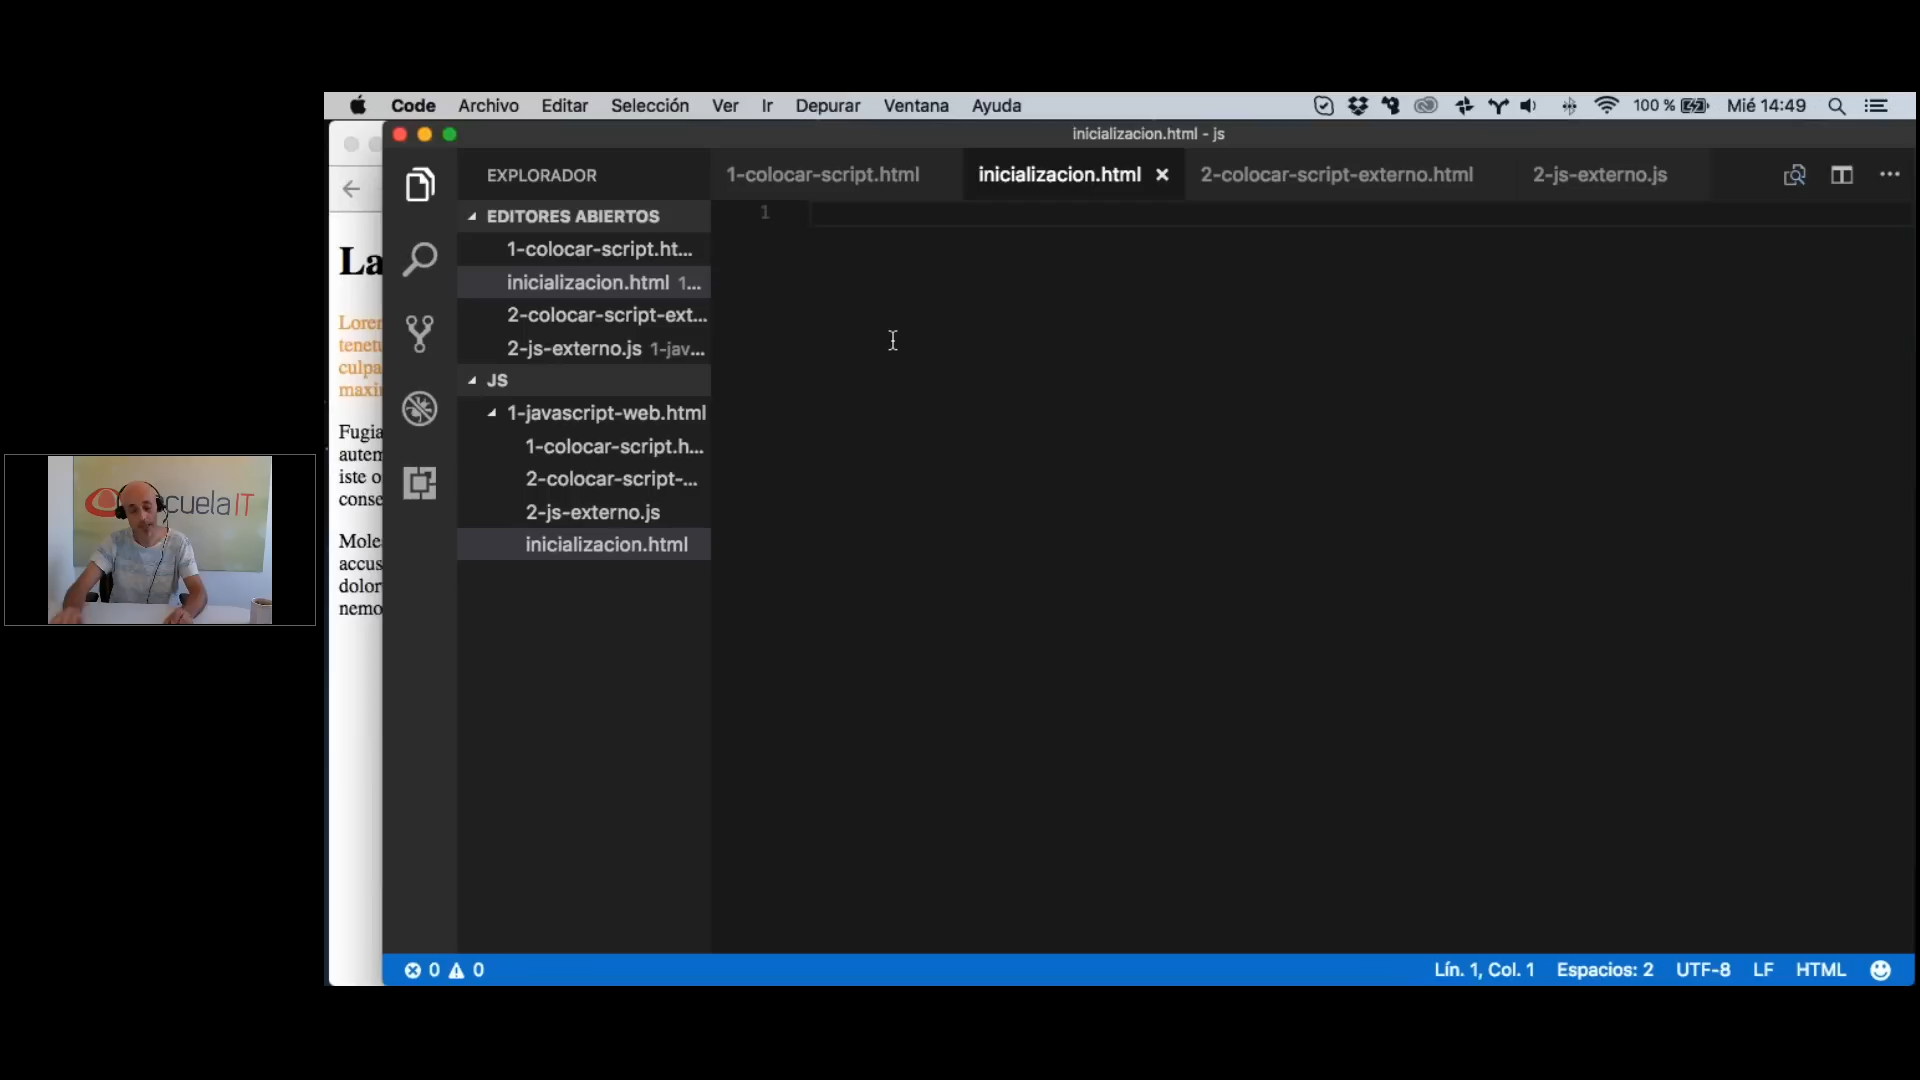 Code Archivo Editar Selección Ver Ir Depurar Ventana Ayuda 100 % Mié 14:49
inicializacion.html - js
EXPLORADOR
1-colocar-script.html inicializacion.html 2-colocar-script-externo.html 2-js-externo.js
EDITORES ABIERTOS
1-colocar-script.ht...
inicializacion.html 1...
2-colocar-script-ext...
2-js-externo.js 1-jav...
JS
1-javascript-web.html
1-colocar-script.h...
2-colocar-script-...
2-js-externo.js
inicializacion.html
1
La
Lorem
tenetu
culpa
maxi
Fugia
autem
iste o
conse
Mole
accus
dolor
nemo
cuelaIT
0 0 Lín. 1, Col. 1 Espacios: 2 UTF-8 LF HTML